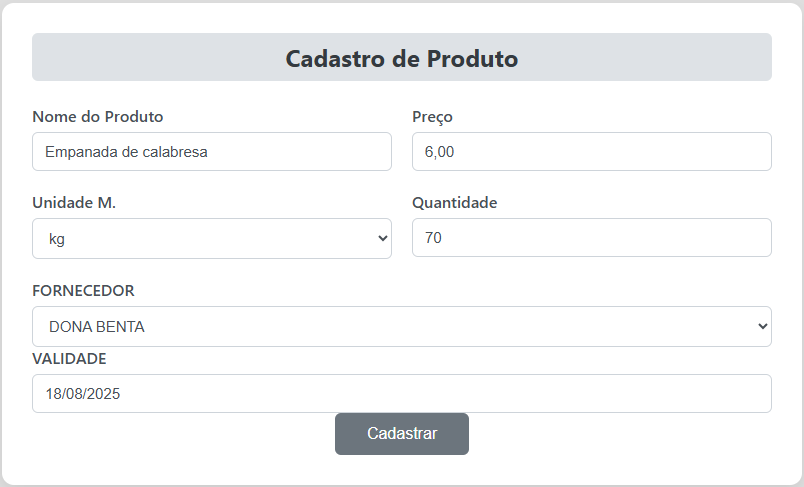 Cadastro de Produto
Nome do Produto
Preço
Empanada de calabresa
6,00
Unidade M.
Quantidade
kg
70
FORNECEDOR
DONA BENTA
VALIDADE
18/08/2025
Cadastrar